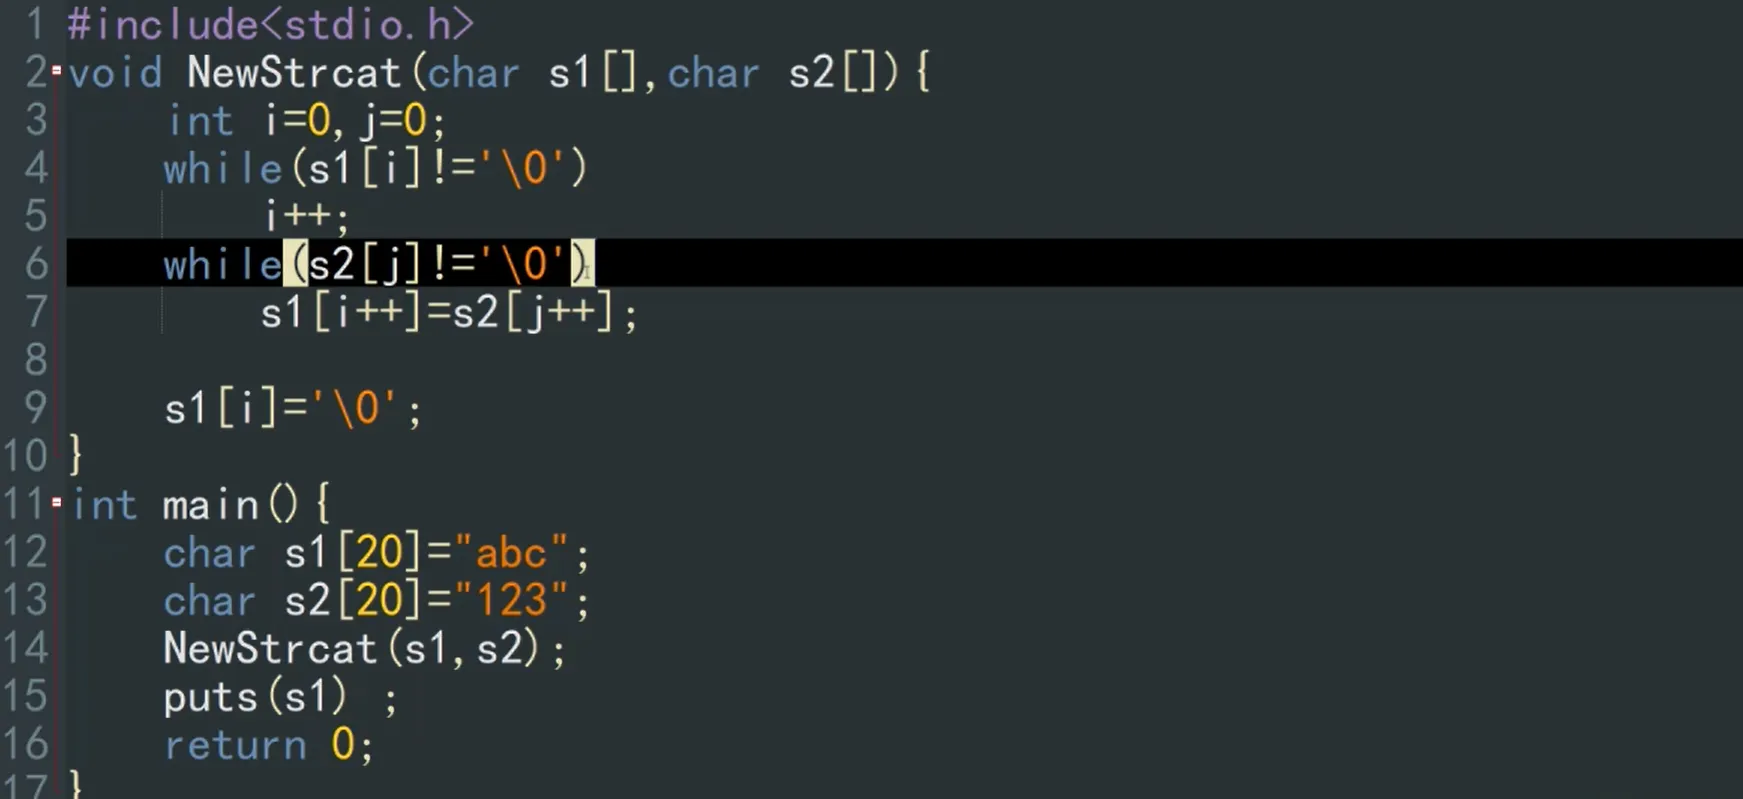 1 #include<stdio.h>
2 void NewStrcat(char s1[],char s2[]){
3 int i=0,j=0;
4 while(s1[i]!='\0')
5 i++;
6 while(s2[j]!='\0')
7 s1[i++]=s2[j++];
8
9 s1[i]='\0';
10 }
11 int main(){
12 char s1[20]="abc";
13 char s2[20]="123";
14 NewStrcat(s1,s2);
15 puts(s1) ;
16 return 0;
17 }